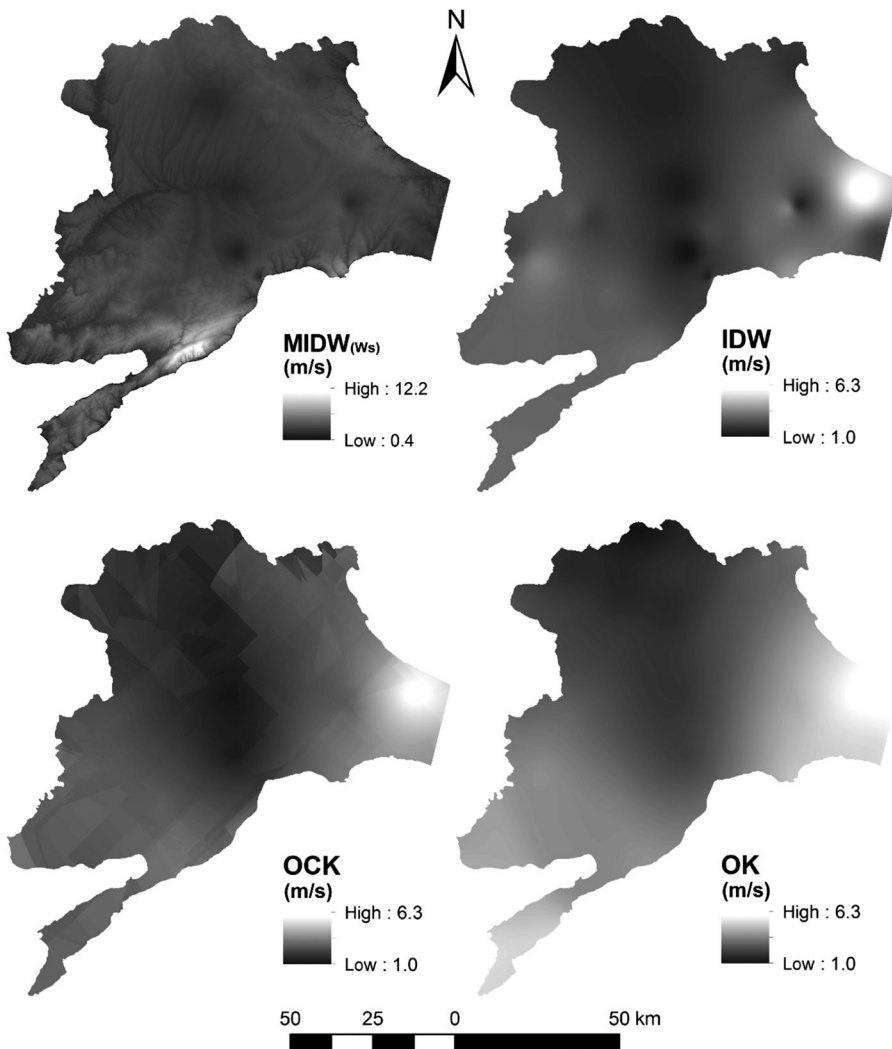 N
MIDW(Ws)
(m/s)
High : 12.2
Low : 0.4
IDW
(m/s)
High : 6.3
Low : 1.0
OCK
(m/s)
High : 6.3
Low : 1.0
OK
(m/s)
High : 6.3
Low : 1.0
50 25 0 50 km